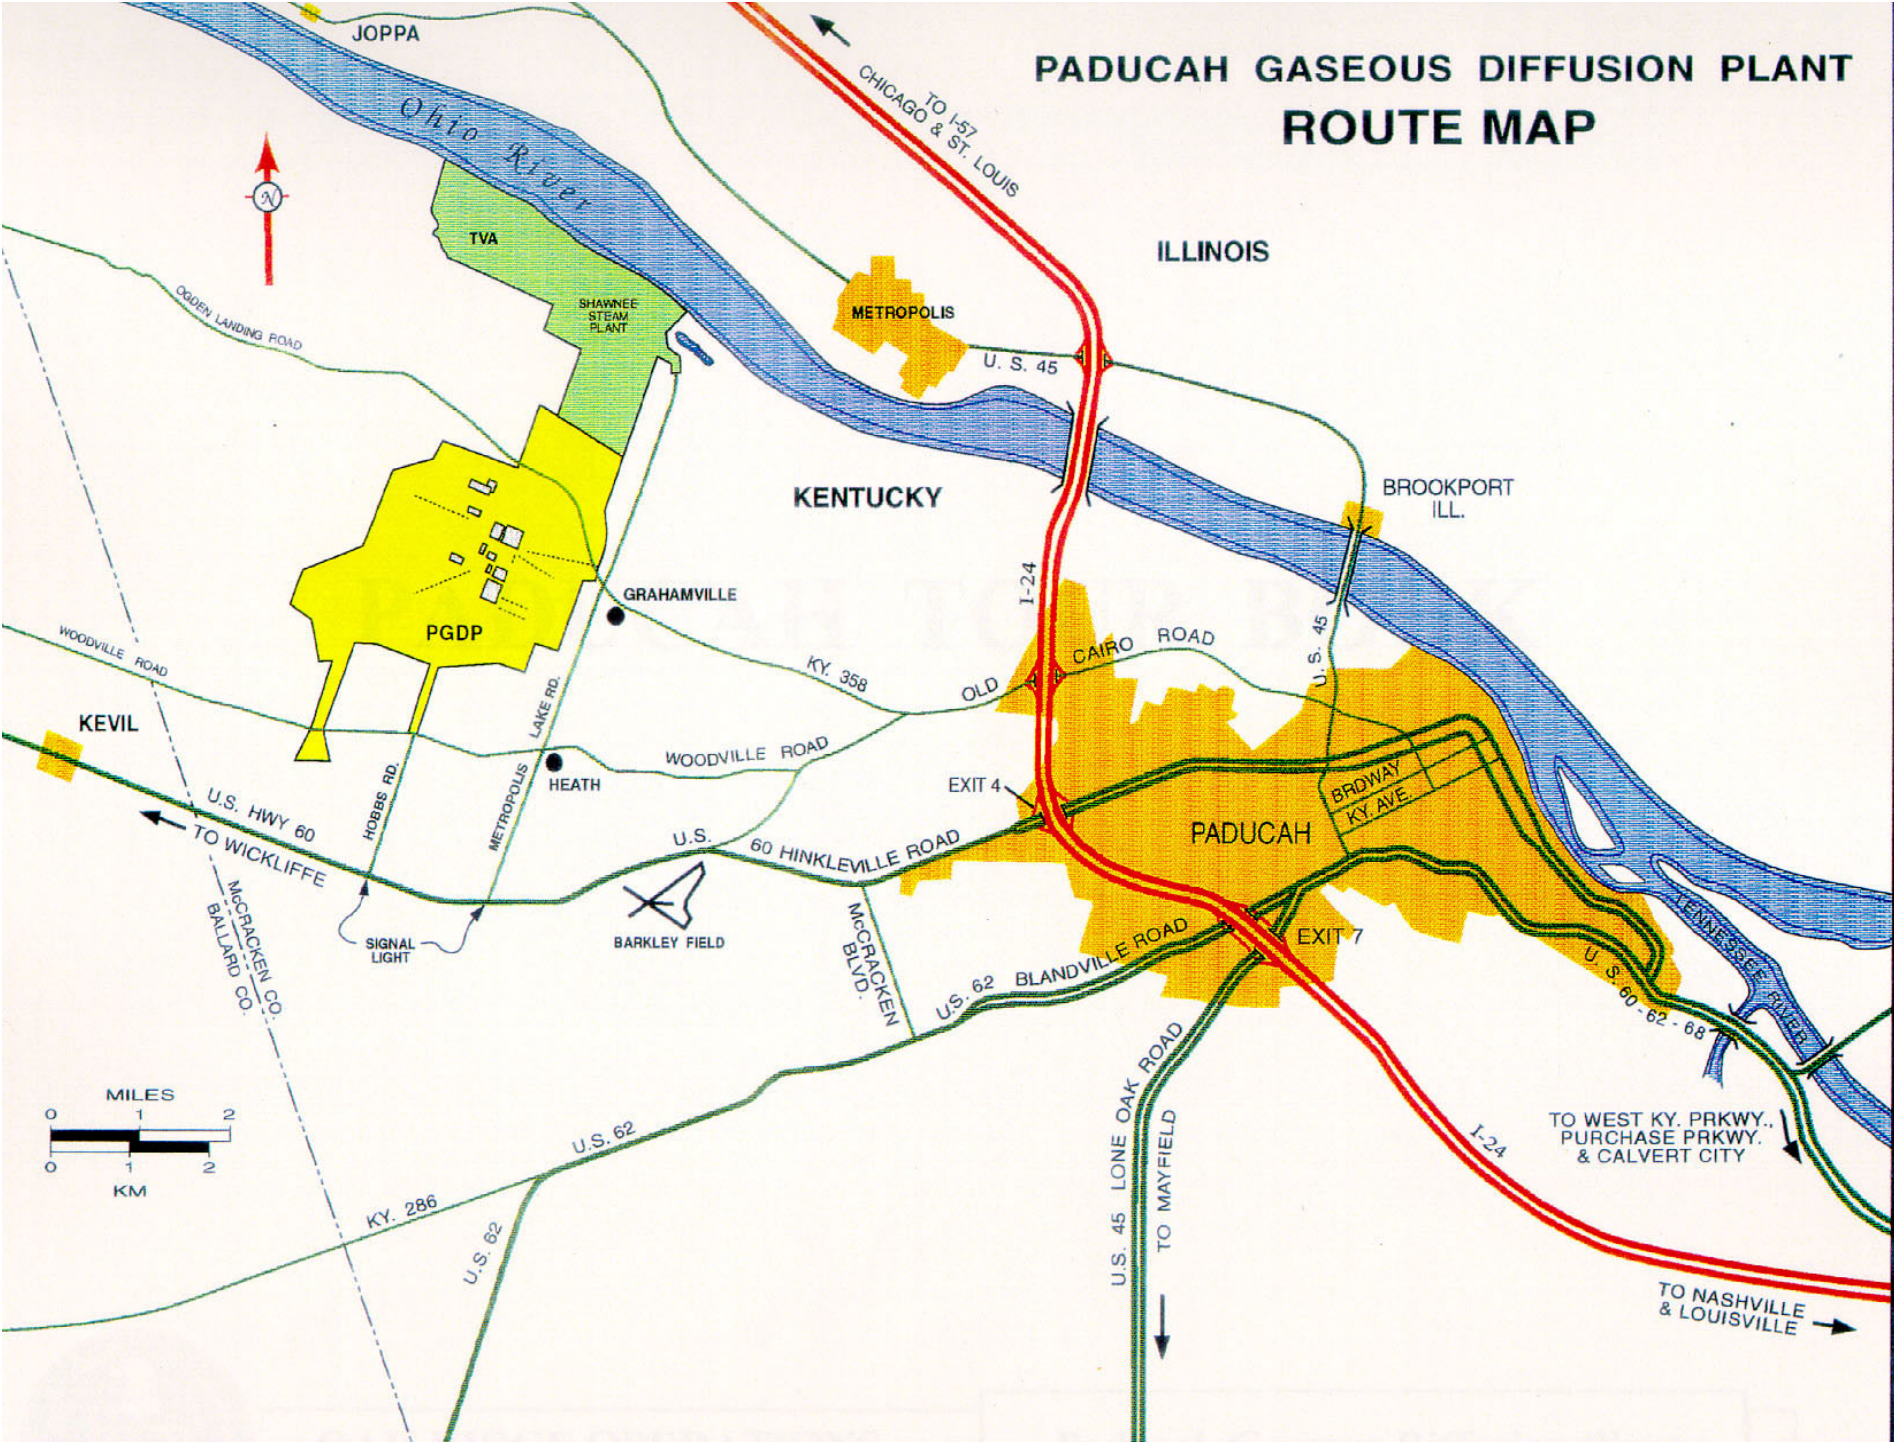 PADUCAH GASEOUS DIFFUSION PLANT
ROUTE MAP
JOPPA
Ohio River
TO I-57
CHICAGO & ST. LOUIS
N
TVA
ILLINOIS
OGDEN LANDING ROAD
SHAWNEE
STEAM
PLANT
METROPOLIS
U. S. 45
KENTUCKY
BROOKPORT
ILL.
I-24
GRAHAMVILLE
PGDP
WOODVILLE ROAD
KY. 358
OLD CAIRO ROAD
U. S. 45
KEVIL
METROPOLIS LAKE RD.
WOODVILLE ROAD
HOBBS RD.
HEATH
EXIT 4
BRDWAY
KY. AVE.
PADUCAH
U.S. HWY 60
TO WICKLIFFE
U.S. 60 HINKLEVILLE ROAD
McCRACKEN CO.
BALLARD CO.
SIGNAL
LIGHT
BARKLEY FIELD
McCRACKEN
BLVD.
U.S. 62 BLANDVILLE ROAD
EXIT 7
TENNESSEE RIVER
U. S. 60-62-68
MILES
0 1 2
0 1 2
KM
U.S. 62
KY. 286
U.S. 62
U.S. 45 LONE OAK ROAD
TO MAYFIELD
I-24
TO WEST KY. PRKWY.,
PURCHASE PRKWY.
& CALVERT CITY
TO NASHVILLE
& LOUISVILLE